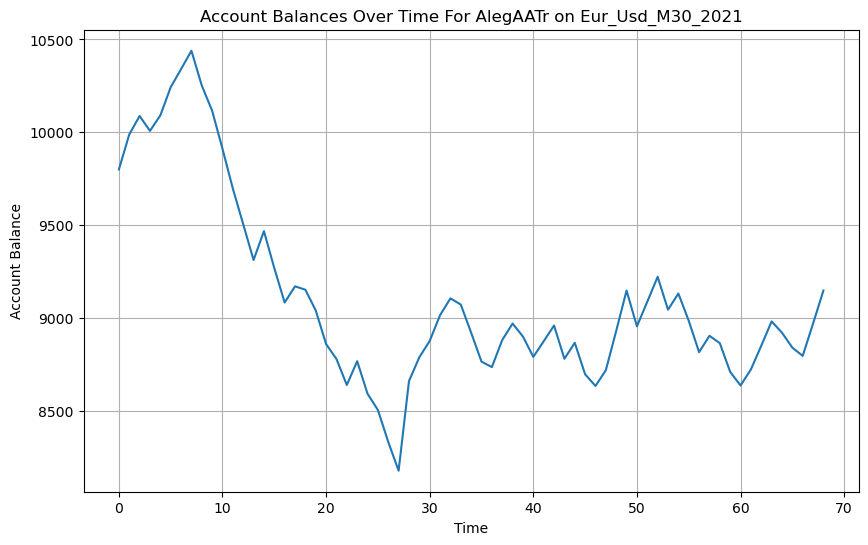 Account Balances Over Time For AlegAATr on Eur_Usd_M30_2021
10500
10000
9500
9000
8500
Account Balance
0 10 20 30 40 50 60 70
Time